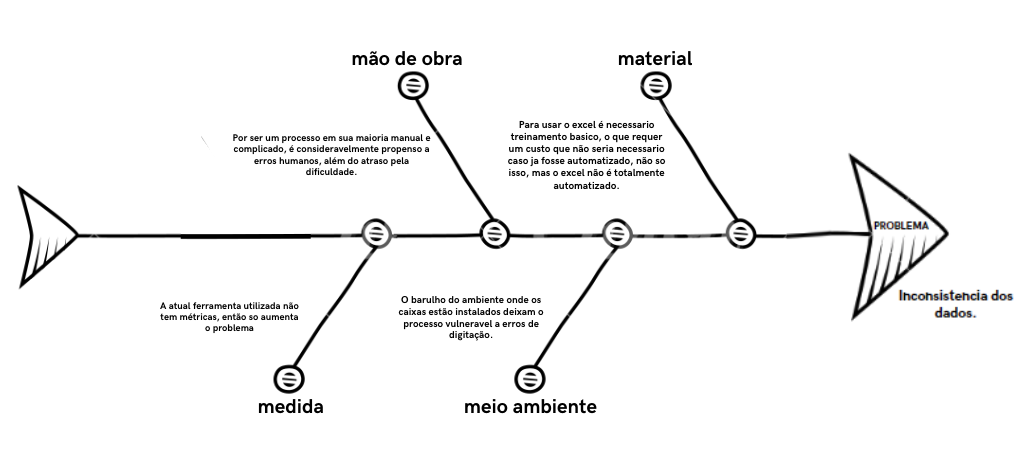 mão de obra
material
Por ser um processo em sua maioria manual e
complicado, é consideravelmente propenso a
erros humanos, além do atraso pela
dificuldade.
Para usar o excel é necessario
treinamento basico, o que requer
um custo que não seria necessario
caso ja fosse automatizado, não so
isso, mas o excel não é totalmente
automatizado.
PROBLEMA
Inconsistencia dos
dados.
A atual ferramenta utilizada não
tem métricas, então so aumenta
o problema
O barulho do ambiente onde os
caixas estão instalados deixam o
processo vulneravel a erros de
digitação.
medida
meio ambiente